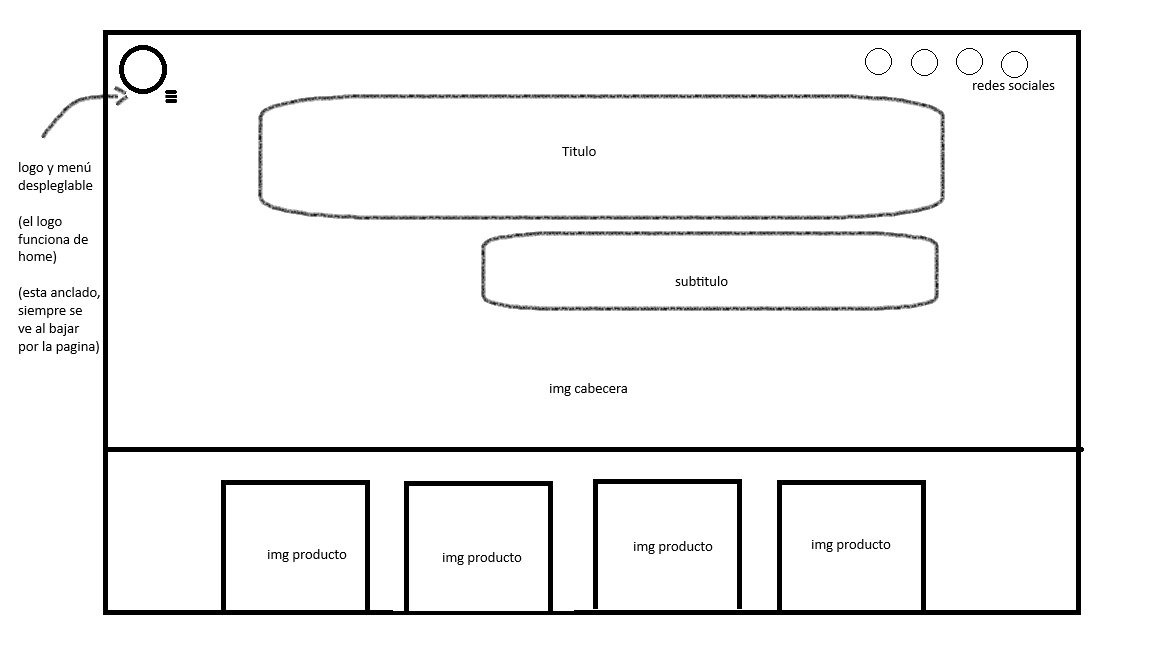 redes sociales
Titulo
logo y menú
despleglable
(el logo
funciona de
home)
(esta anclado,
siempre se
ve al bajar
por la pagina)
subtitulo
img cabecera
img producto
img producto
img producto
img producto